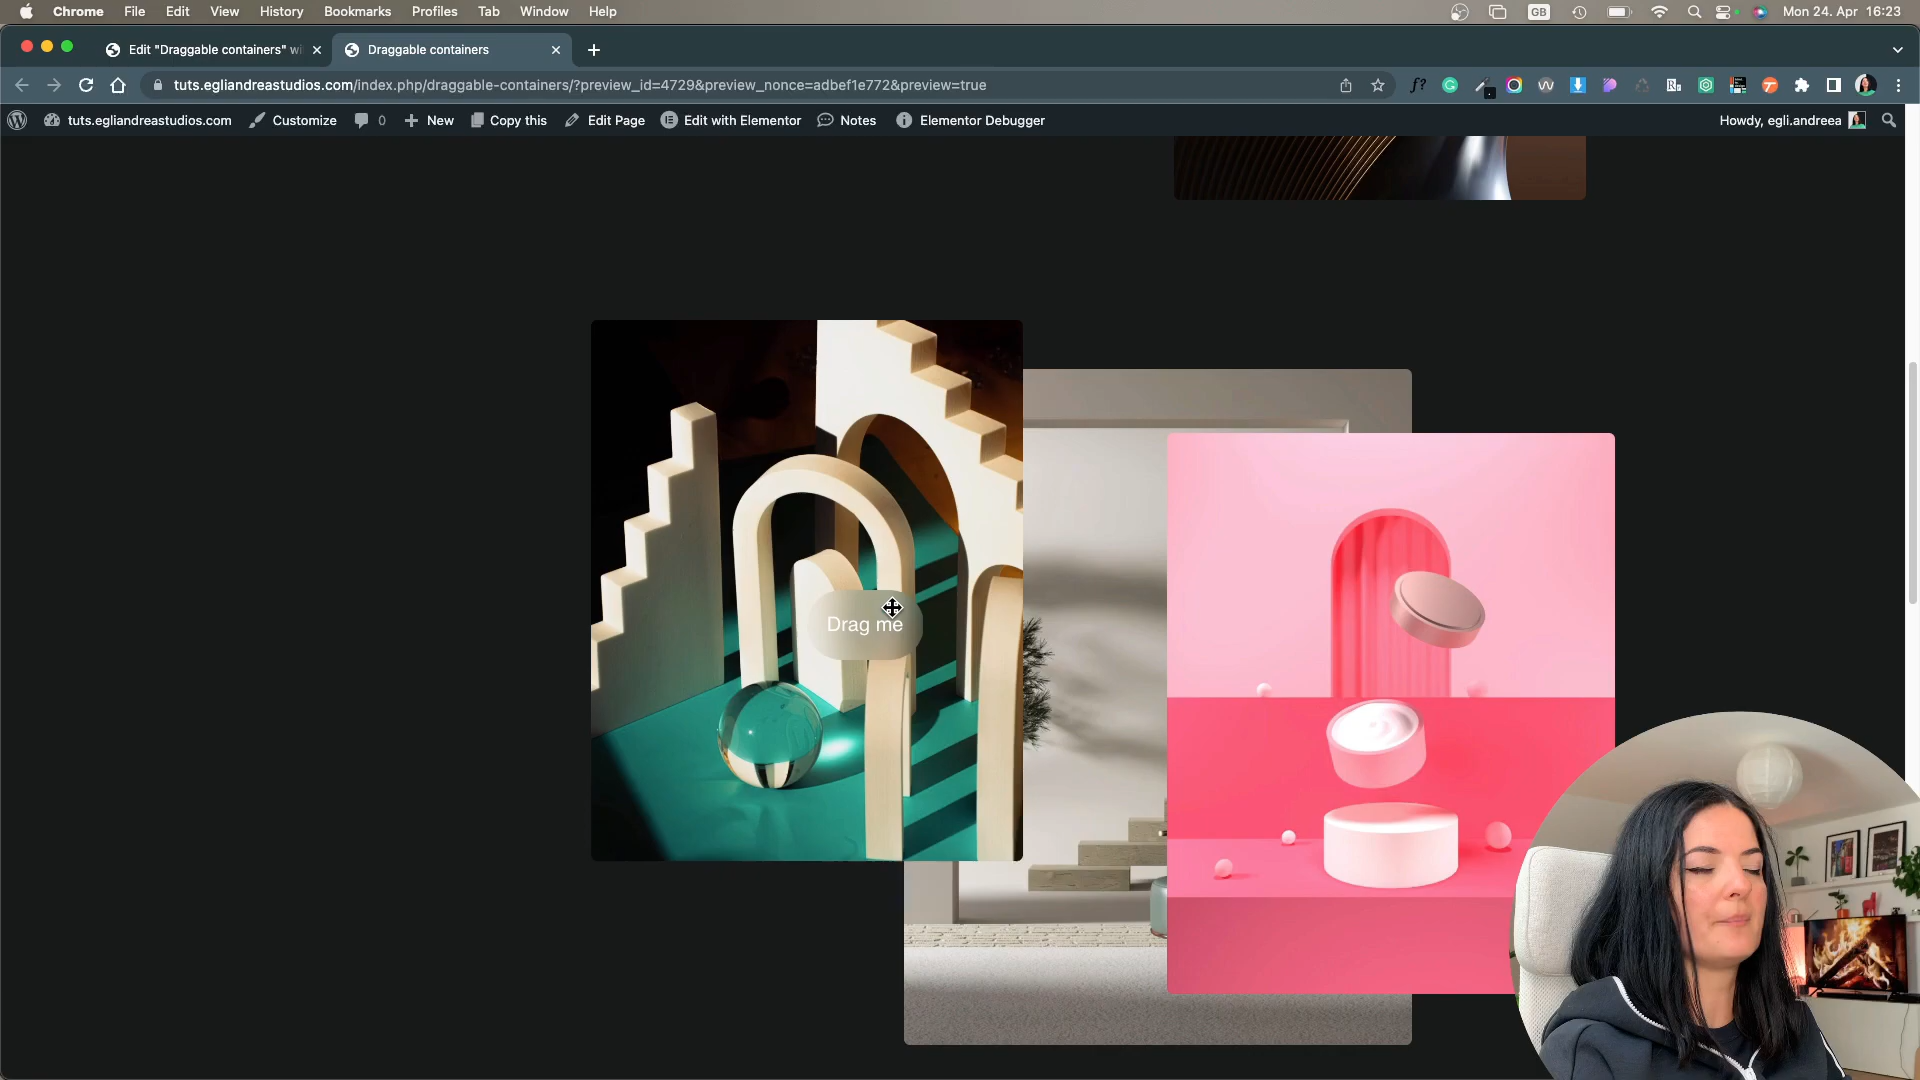 Chrome File Edit View History Bookmarks Profiles Tab Window Help GB Mon 24. Apr 16:23
Edit "Draggable containers" wi Draggable containers
tuts.egliandreastudios.com/index.php/draggable-containers/?preview_id=4729&preview_nonce=adbef1e772&preview=true
tuts.egliandreastudios.com Customize 0 New Copy this Edit Page Edit with Elementor Notes Elementor Debugger Howdy, egli.andreea
Drag me